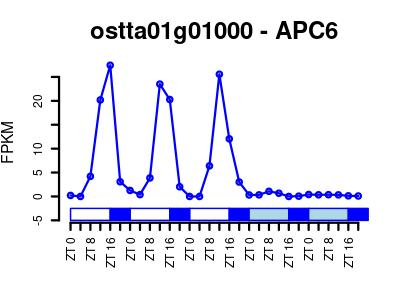 ostta01g01000 - APC6
FPKM
20
10
5
0
-5
ZT 0
ZT 8
ZT 16
ZT 0
ZT 8
ZT 16
ZT 0
ZT 8
ZT 16
ZT 0
ZT 8
ZT 16
ZT 0
ZT 8
ZT 16